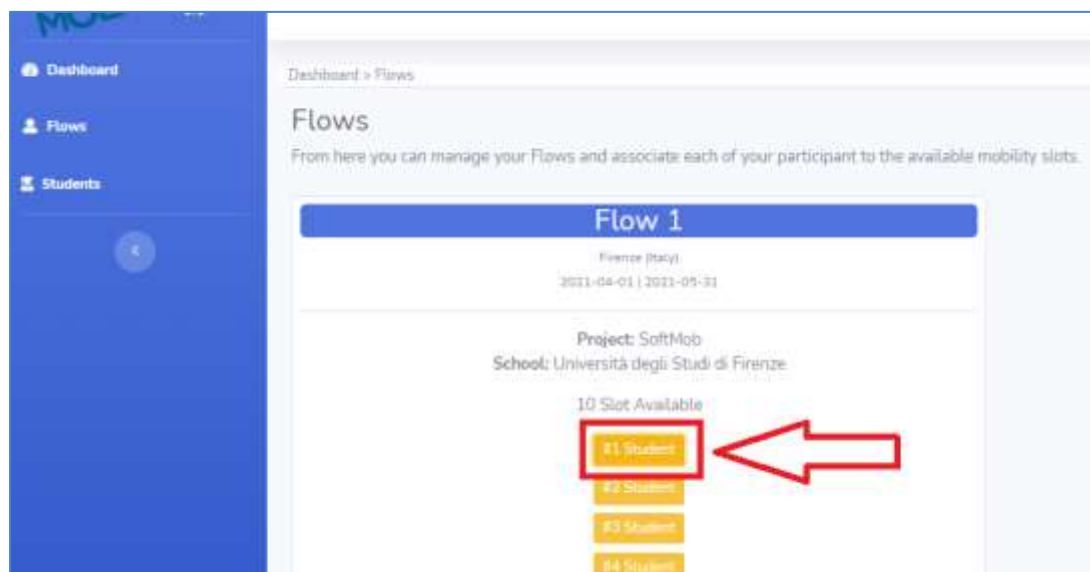 MOB
Dashboard
Flows
Students
Dashboard > Flows
Flows
From here you can manage your Flows and associate each of your participant to the available mobility slots.
Flow 1
Firenze (Italy)
2021-04-01 | 2021-05-31
Project: SoftMob
School: Università degli Studi di Firenze
10 Slot Available
#1 Student
#2 Student
#3 Student
#4 Student